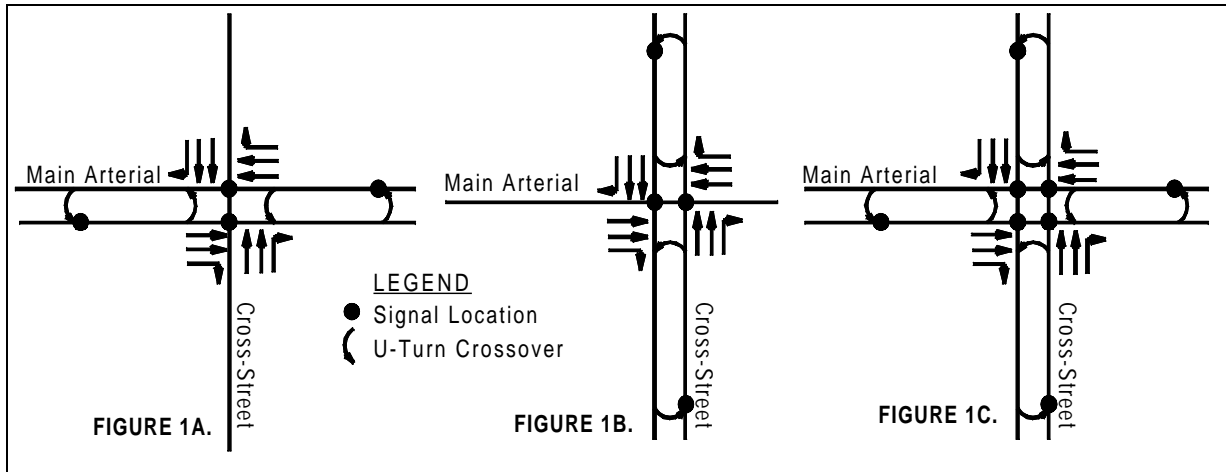 Main Arterial
Cross-Street
FIGURE 1A.
LEGEND
Signal Location
U-Turn Crossover
Main Arterial
Cross-Street
FIGURE 1B.
Main Arterial
Cross-Street
FIGURE 1C.